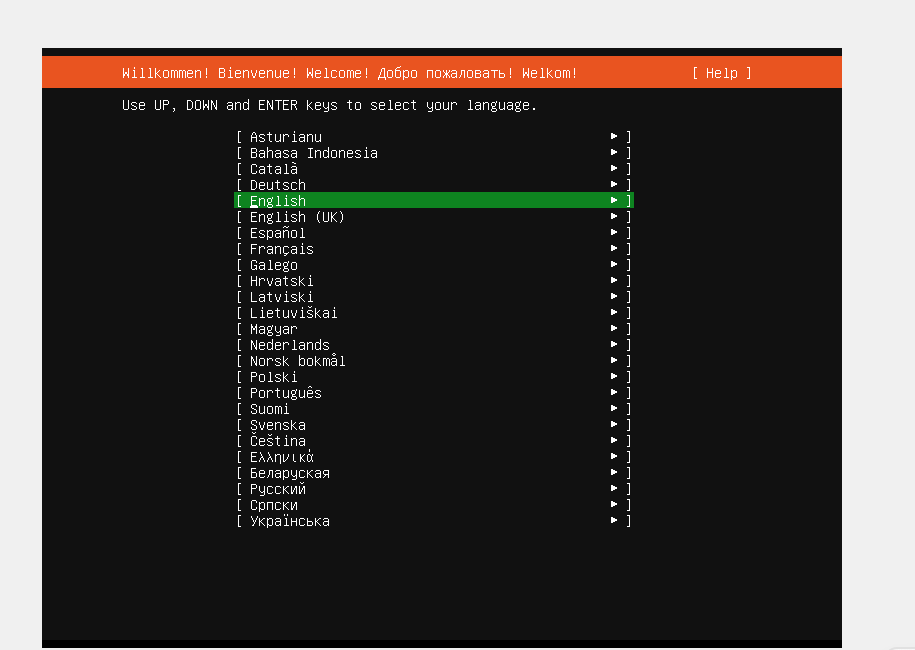 Willkommen! Bienvenue! Welcome! Добро пожаловать! Welkom! [ Help ]
Use UP, DOWN and ENTER keys to select your language.
[ Asturianu ▸ ]
[ Bahasa Indonesia ▸ ]
[ Català ▸ ]
[ Deutsch ▸ ]
[ English ▸ ]
[ English (UK) ▸ ]
[ Español ▸ ]
[ Français ▸ ]
[ Galego ▸ ]
[ Hrvatski ▸ ]
[ Latviski ▸ ]
[ Lietuviškai ▸ ]
[ Magyar ▸ ]
[ Nederlands ▸ ]
[ Norsk bokmål ▸ ]
[ Polski ▸ ]
[ Português ▸ ]
[ Suomi ▸ ]
[ Svenska ▸ ]
[ Čeština ▸ ]
[ Ελληνικά ▸ ]
[ Беларуская ▸ ]
[ Русский ▸ ]
[ Српски ▸ ]
[ Українська ▸ ]